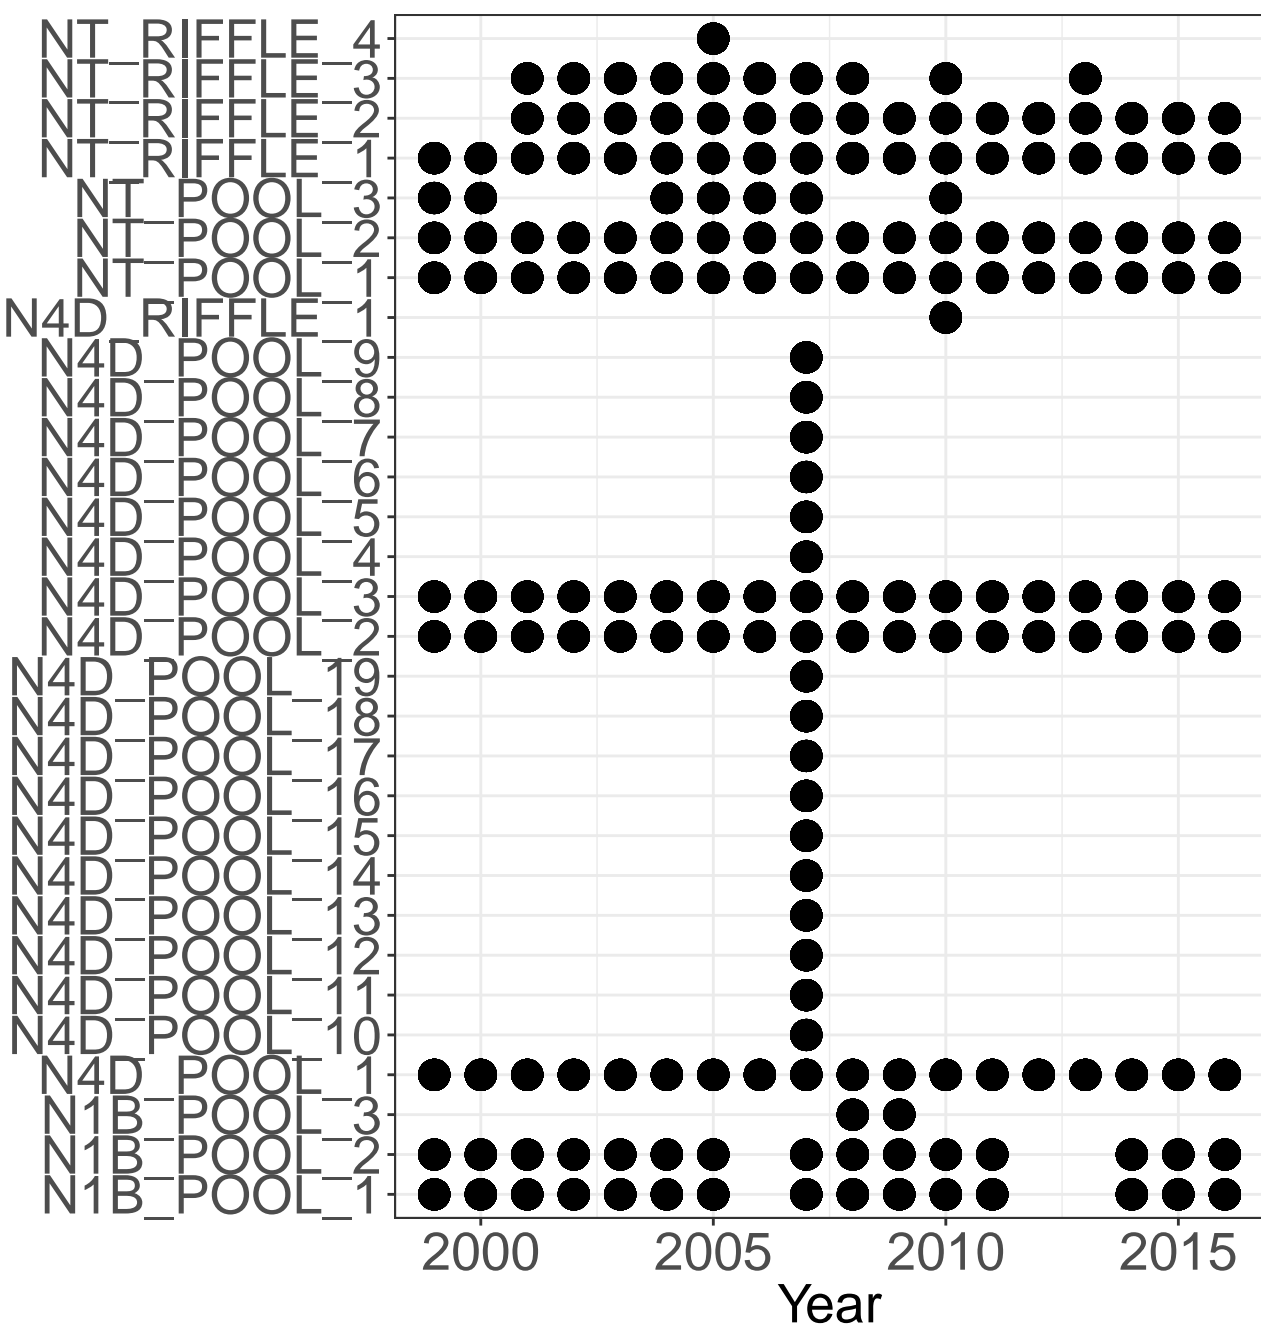 NT_RIFFLE_4
NT_RIFFLE_3
NT_RIFFLE_2
NT_RIFFLE_1
NT_POOL_3
NT_POOL_2
NT_POOL_1
N4D_RIFFLE_1
N4D_POOL_9
N4D_POOL_8
N4D_POOL_7
N4D_POOL_6
N4D_POOL_5
N4D_POOL_4
N4D_POOL_3
N4D_POOL_2
N4D_POOL_19
N4D_POOL_18
N4D_POOL_17
N4D_POOL_16
N4D_POOL_15
N4D_POOL_14
N4D_POOL_13
N4D_POOL_12
N4D_POOL_11
N4D_POOL_10
N4D_POOL_1
N1B_POOL_3
N1B_POOL_2
N1B_POOL_1
2000 2005 2010 2015
Year